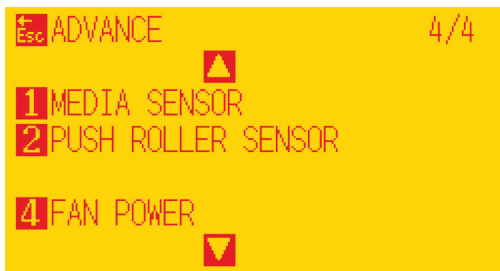 Esc ADVANCE 4/4
1 MEDIA SENSOR
2 PUSH ROLLER SENSOR
4 FAN POWER